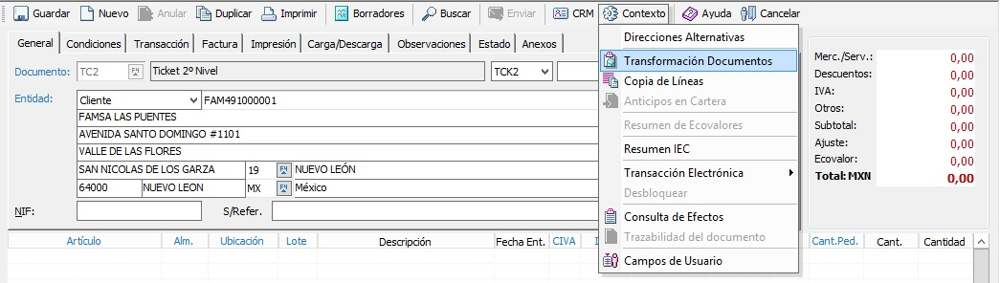 Guardar Nuevo Anular Duplicar Imprimir Borradores Buscar Enviar CRM Contexto Ayuda Cancelar
General Condiciones Transacción Factura Impresión Carga/Descarga Observaciones Estado Anexos
Documento: TC2 F4 Ticket 2º Nivel TCK2
Entidad: Cliente FAM491000001
FAMSA LAS PUENTES
AVENIDA SANTO DOMINGO #1101
VALLE DE LAS FLORES
SAN NICOLAS DE LOS GARZA 19 F4 NUEVO LEÓN
64000 NUEVO LEON MX F4 México
NIF: S/Refer.
Direcciones Alternativas
Transformación Documentos
Copia de Líneas
Anticipos en Cartera
Resumen de Ecovalores
Resumen IEC
Transacción Electrónica
Desbloquear
Consulta de Efectos
Trazabilidad del documento
Campos de Usuario
Merc./Serv.: 0,00
Descuentos: 0,00
IVA: 0,00
Otros: 0,00
Subtotal: 0,00
Ajuste: 0,00
Ecovalor: 0,00
Total: MXN 0,00
Artículo Alm. Ubicación Lote Descripción Fecha Ent. CIVA Cant.Ped. Cant. Cantidad